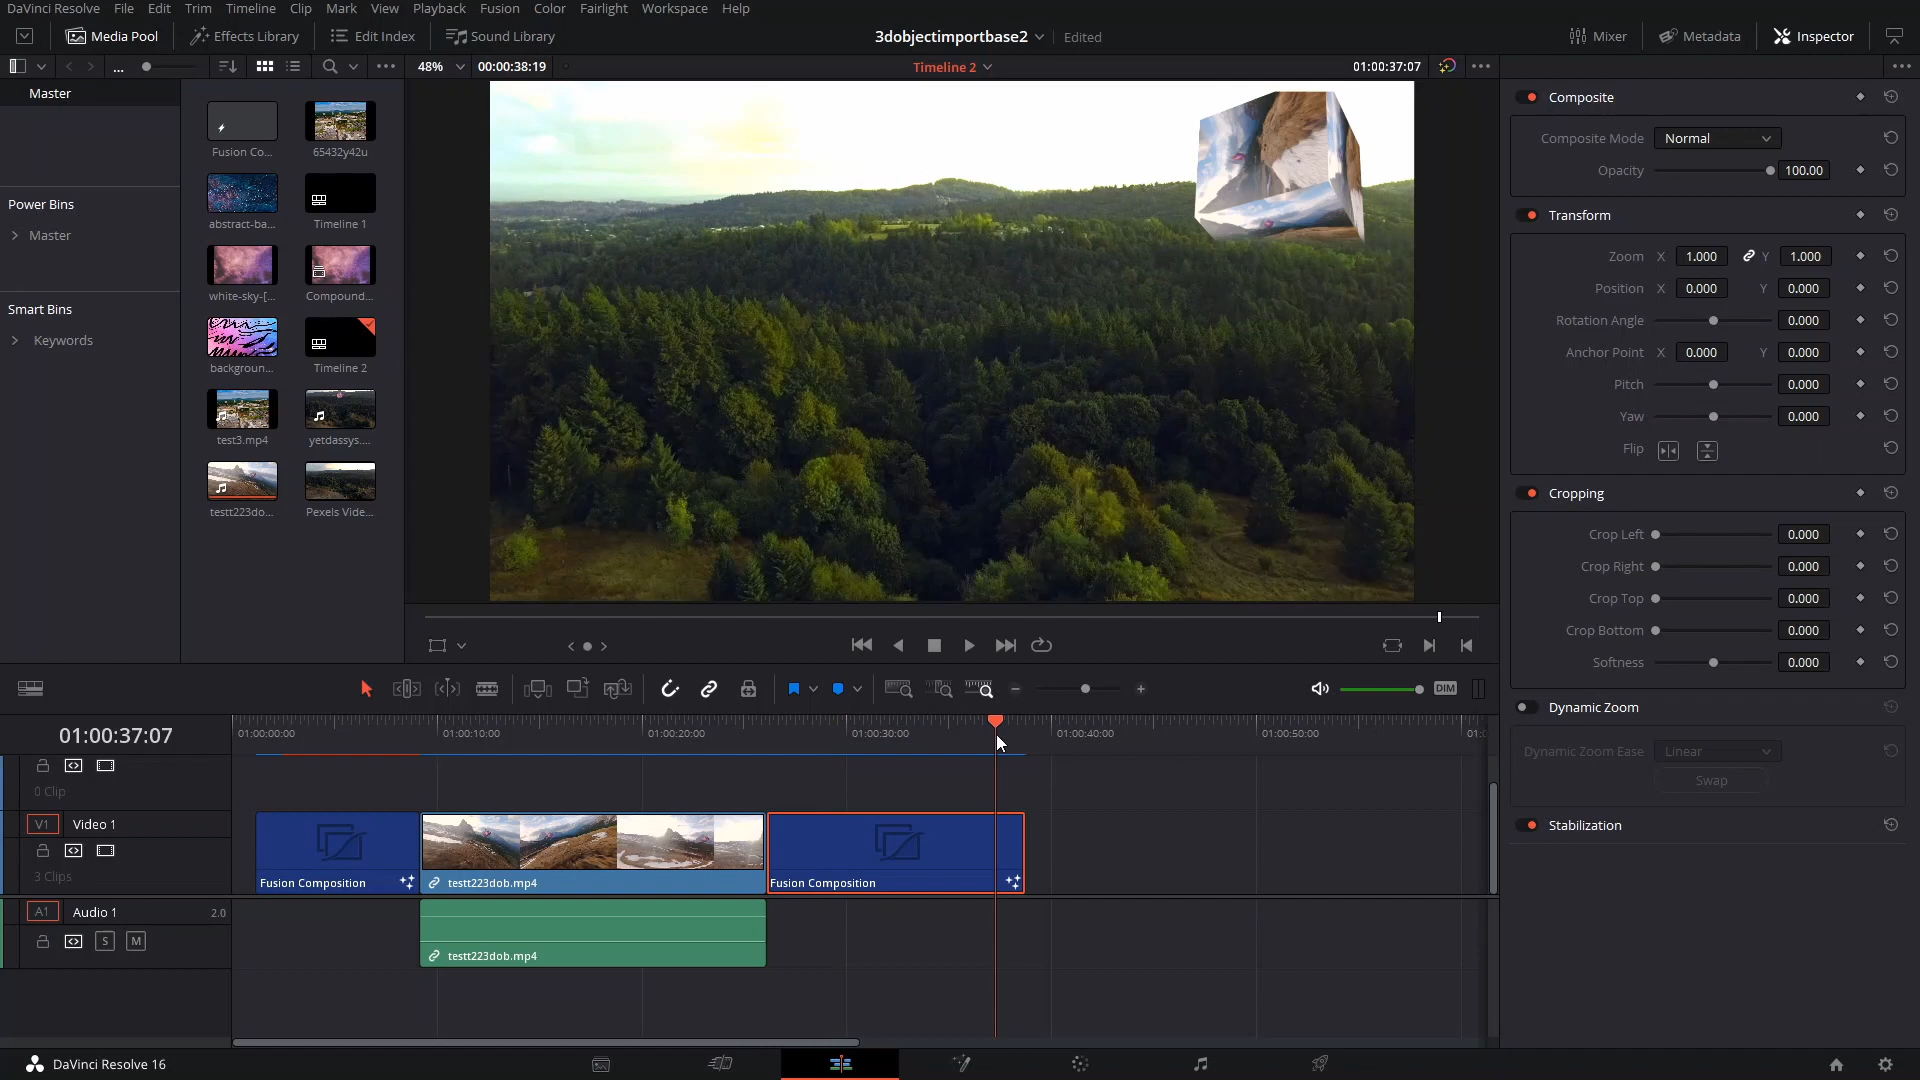 DaVinci Resolve File Edit Trim Timeline Clip Mark View Playback Fusion Color Fairlight Workspace Help
Media Pool Effects Library Edit Index Sound Library 3dobjectimportbase2 Edited Mixer Metadata Inspector
... 48% 00:00:38:19 Timeline 2 01:00:37:07
Master
Power Bins
Master
Smart Bins
Keywords
Fusion Co... 65432y42u
abstract-ba... Timeline 1
white-sky-[... Compound...
backgroun... Timeline 2
test3.mp4 yetdassys....
testt223do... Pexels Vide...
Composite
Composite Mode Normal
Opacity 100.00
Transform
Zoom X 1.000 Y 1.000
Position X 0.000 Y 0.000
Rotation Angle 0.000
Anchor Point X 0.000 Y 0.000
Pitch 0.000
Yaw 0.000
Flip
Cropping
Crop Left 0.000
Crop Right 0.000
Crop Top 0.000
Crop Bottom 0.000
Softness 0.000
Dynamic Zoom
Dynamic Zoom Ease Linear
Swap
Stabilization
DIM
01:00:37:07
01:00:00:00 01:00:10:00 01:00:20:00 01:00:30:00 01:00:40:00 01:00:50:00 01:0
0 Clip
V1 Video 1
3 Clips
Fusion Composition testt223dob.mp4 Fusion Composition
A1 Audio 1 2.0
S M
testt223dob.mp4
DaVinci Resolve 16